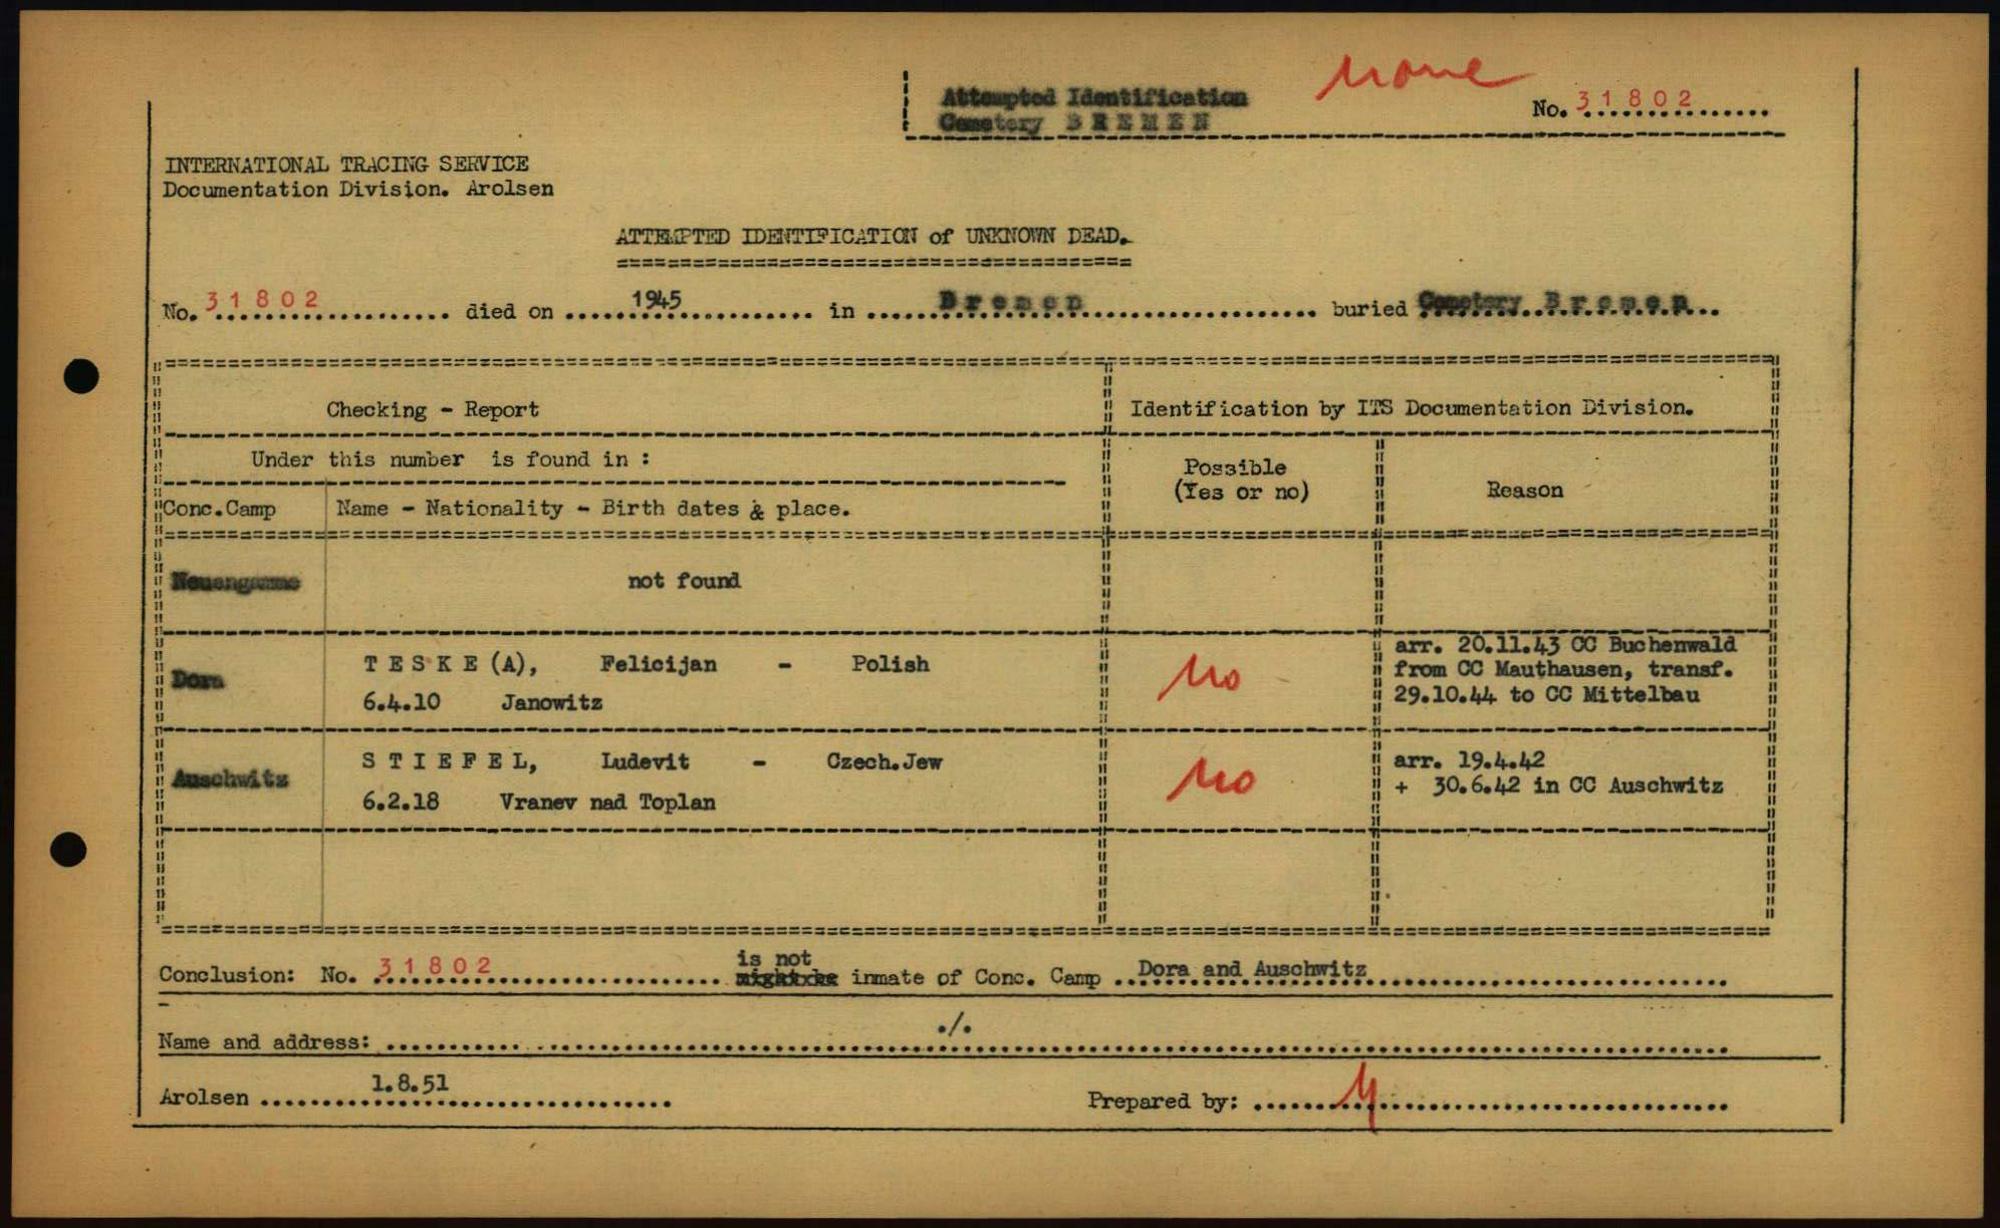 none
Attempted Identification
Cemetery B R E M E N
No. 31802
INTERNATIONAL TRACING SERVICE
Documentation Division. Arolsen
ATTEMPTED IDENTIFICATION of UNKNOWN DEAD.
No. 31802 died on 1945 in B r e m e n buried Cemetery B r e m e n
Checking - Report
Identification by ITS Documentation Division.
Under this number is found in :
Possible
(Yes or no)
Reason
Conc.Camp Name - Nationality - Birth dates & place.
Neuengamme not found
Dora T E S K E (A), Felicijan - Polish
6.4.10 Janowitz
no
arr. 20.11.43 CC Buchenwald
from CC Mauthausen, transf.
29.10.44 to CC Mittelbau
Auschwitz S T I E F E L, Ludevit - Czech.Jew
6.2.18 Vranev nad Toplan
no
arr. 19.4.42
+ 30.6.42 in CC Auschwitz
is not
Conclusion: No. 31802 might be inmate of Conc. Camp Dora and Auschwitz
Name and address: ./.
Arolsen 1.8.51
Prepared by: